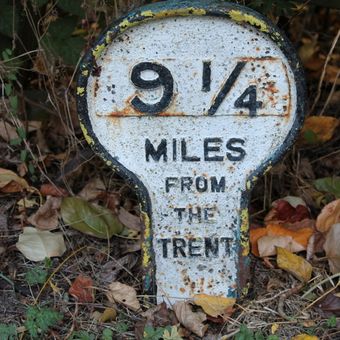 9 1/4
MILES
FROM
THE
TRENT